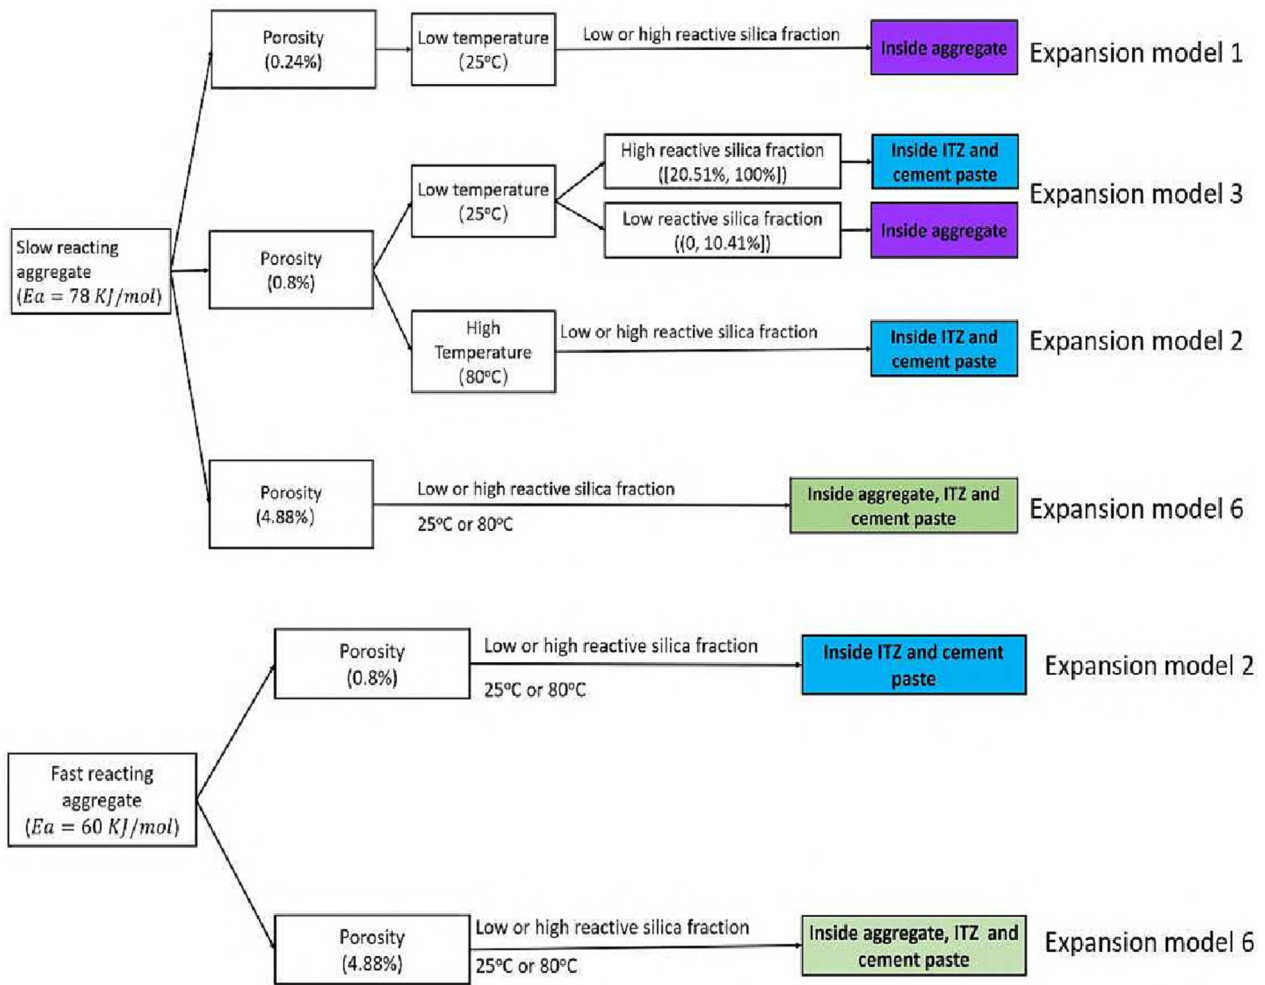 Porosity
(0.24%)
Low temperature
(25°C)
Low or high reactive silica fraction
Inside aggregate
Expansion model 1
High reactive silica fraction
([20.51%, 100%])
Inside ITZ and
cement paste
Low temperature
(25°C)
Expansion model 3
Low reactive silica fraction
((0, 10.41%])
Inside aggregate
Slow reacting
aggregate
(Ea = 78 KJ/mol)
Porosity
(0.8%)
High
Temperature
(80°C)
Low or high reactive silica fraction
Inside ITZ and
cement paste
Expansion model 2
Porosity
(4.88%)
Low or high reactive silica fraction
25°C or 80°C
Inside aggregate, ITZ and
cement paste
Expansion model 6
Porosity
(0.8%)
Low or high reactive silica fraction
25°C or 80°C
Inside ITZ and cement
paste
Expansion model 2
Fast reacting
aggregate
(Ea = 60 KJ/mol)
Porosity
(4.88%)
Low or high reactive silica fraction
25°C or 80°C
Inside aggregate, ITZ and
cement paste
Expansion model 6